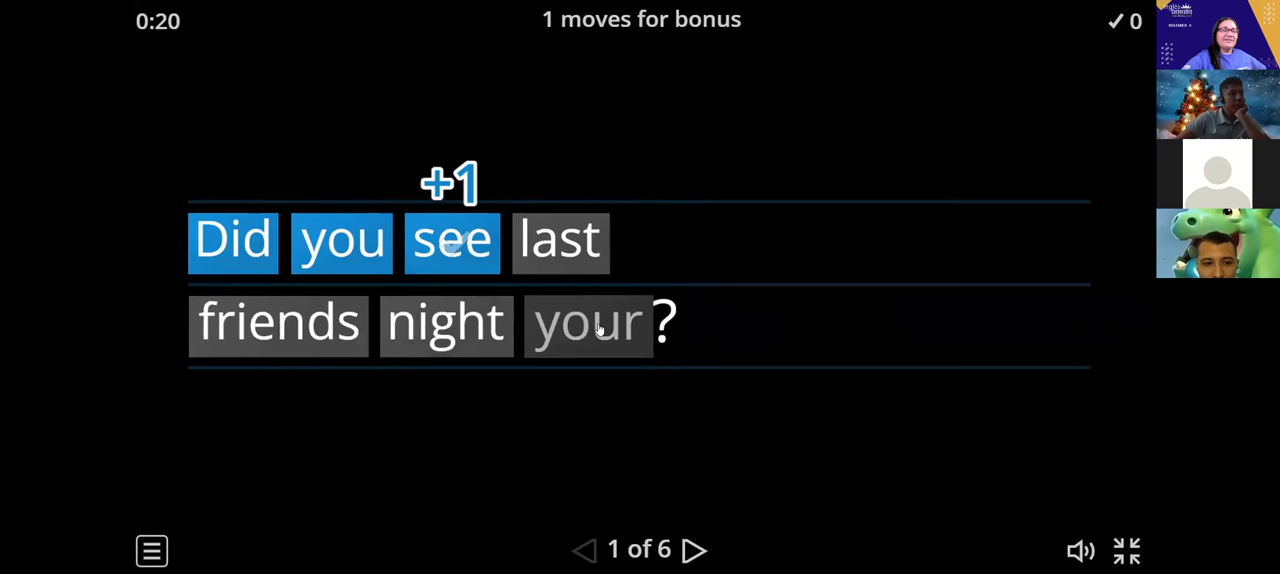 0:20
1 moves for bonus
✓ 0
+1
Did you see last
friends night your ?
1 of 6